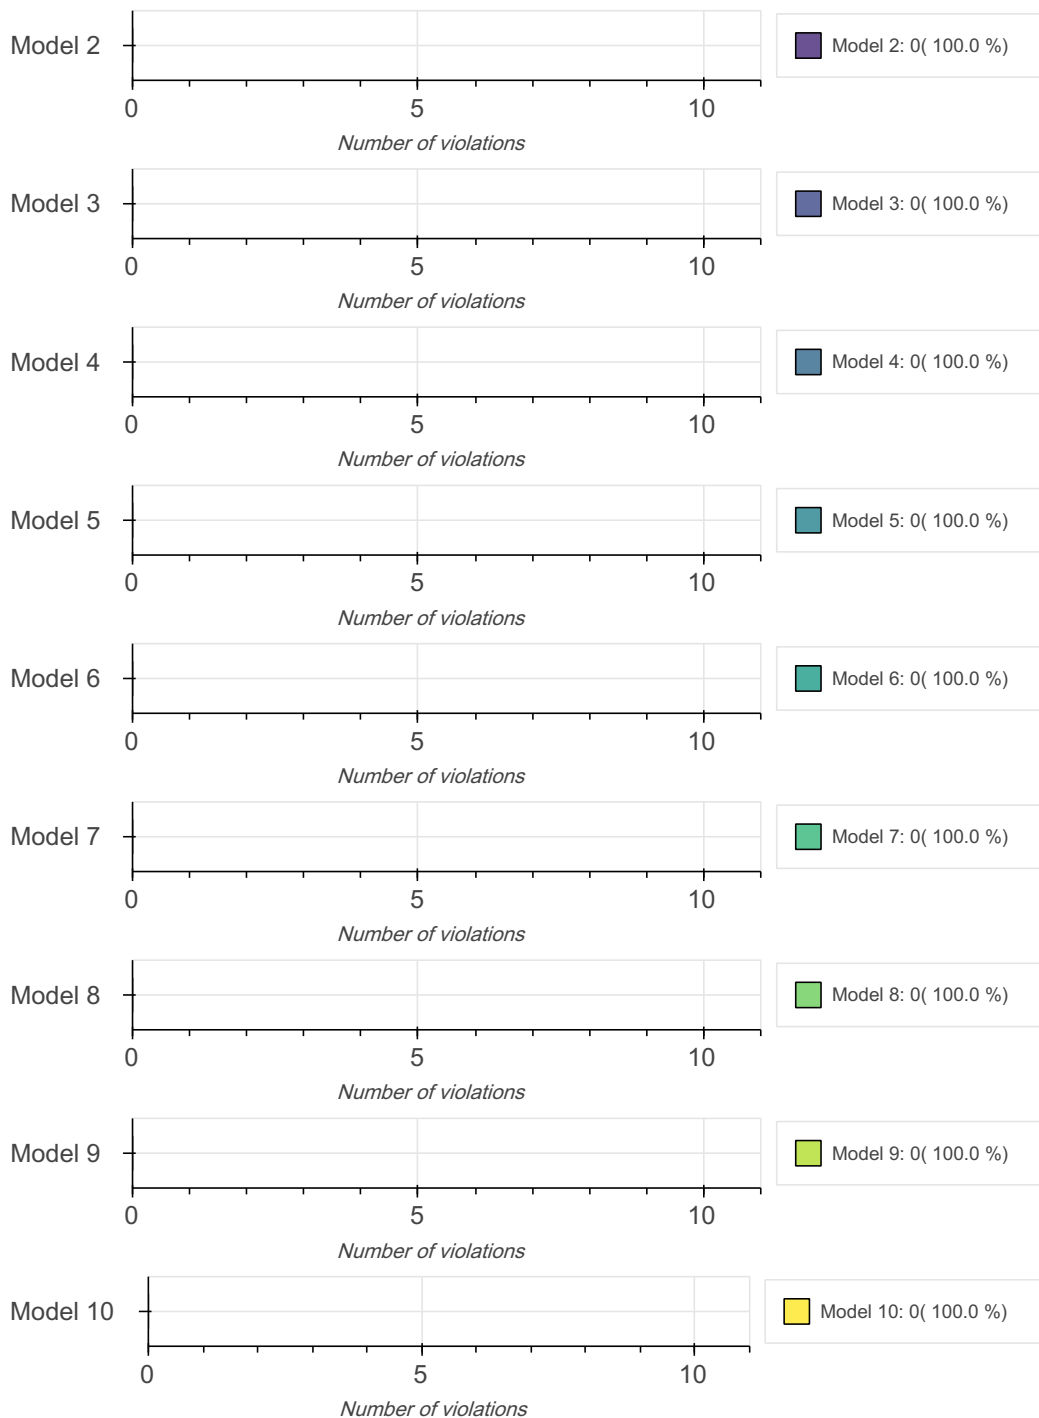 Model 2
Model 2: 0( 100.0 %)
0 5 10
Number of violations
Model 3
Model 3: 0( 100.0 %)
0 5 10
Number of violations
Model 4
Model 4: 0( 100.0 %)
0 5 10
Number of violations
Model 5
Model 5: 0( 100.0 %)
0 5 10
Number of violations
Model 6
Model 6: 0( 100.0 %)
0 5 10
Number of violations
Model 7
Model 7: 0( 100.0 %)
0 5 10
Number of violations
Model 8
Model 8: 0( 100.0 %)
0 5 10
Number of violations
Model 9
Model 9: 0( 100.0 %)
0 5 10
Number of violations
Model 10
Model 10: 0( 100.0 %)
0 5 10
Number of violations